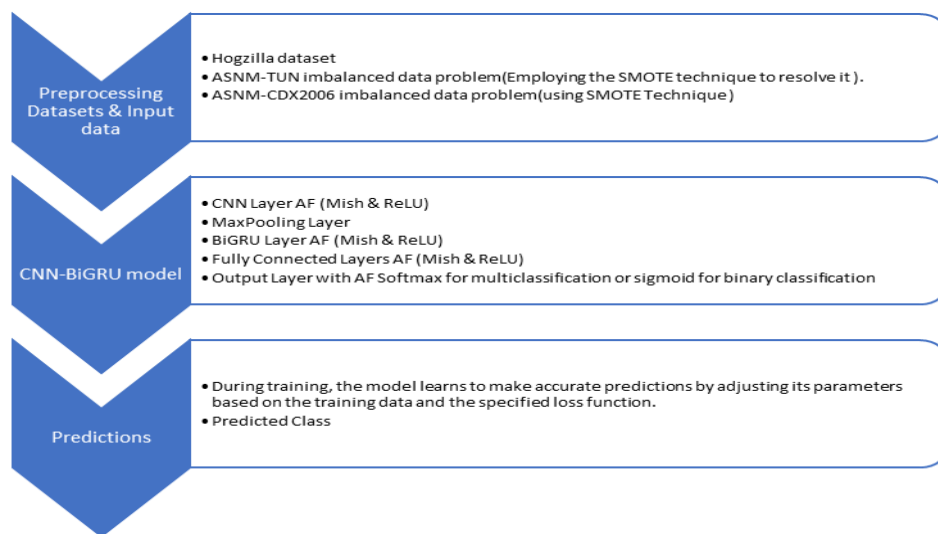 Preprocessing
Datasets & Input
data
• Hogzilla dataset
• ASNM-TUN imbalanced data problem(Employing the SMOTE technique to resolve it ).
• ASNM-CDX2006 imbalanced data problem(using SMOTE Technique )
CNN-BiGRU model
• CNN Layer AF (Mish & ReLU)
• MaxPooling Layer
• BiGRU Layer AF (Mish & ReLU)
• Fully Connected Layers AF (Mish & ReLU)
• Output Layer with AF Softmax for multiclassification or sigmoid for binary classification
Predictions
• During training, the model learns to make accurate predictions by adjusting its parameters
based on the training data and the specified loss function.
• Predicted Class